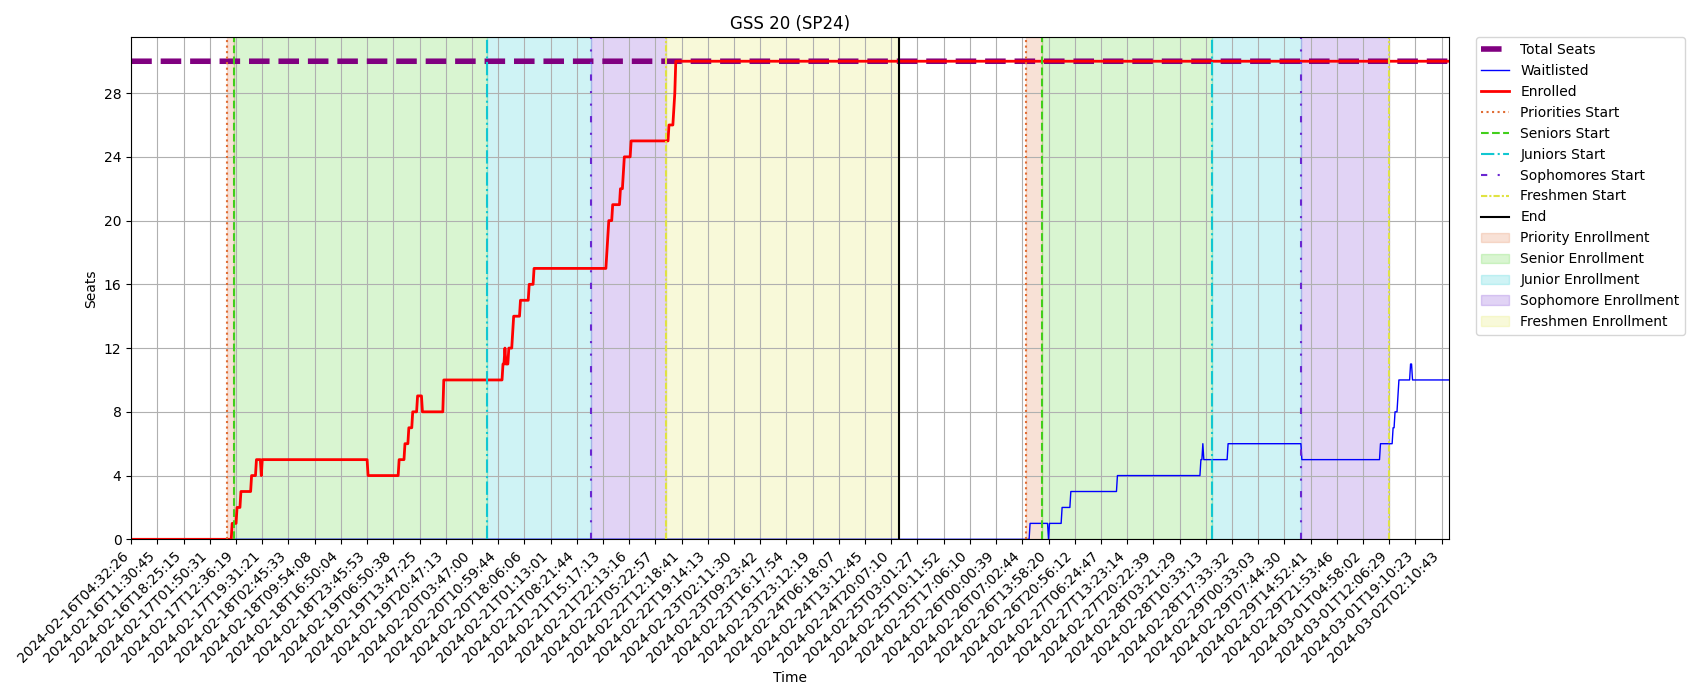 GSS 20 (SP24)
Seats
28
24
20
16
12
8
4
0
2024-02-16T04:32:26
2024-02-16T11:30:45
2024-02-16T18:25:15
2024-02-17T01:50:31
2024-02-17T12:36:19
2024-02-17T19:31:21
2024-02-18T02:45:33
2024-02-18T09:54:08
2024-02-18T16:50:04
2024-02-18T23:45:53
2024-02-19T06:50:38
2024-02-19T13:47:25
2024-02-19T20:47:13
2024-02-20T03:47:00
2024-02-20T10:59:44
2024-02-20T18:06:06
2024-02-21T01:13:01
2024-02-21T08:21:44
2024-02-21T15:17:13
2024-02-21T22:13:16
2024-02-22T05:22:57
2024-02-22T12:18:41
2024-02-22T19:14:13
2024-02-23T02:11:30
2024-02-23T09:23:42
2024-02-23T16:17:54
2024-02-23T23:12:19
2024-02-24T06:18:07
2024-02-24T13:12:45
2024-02-24T20:07:10
2024-02-25T03:01:27
2024-02-25T10:11:52
2024-02-25T17:06:10
2024-02-26T00:00:39
2024-02-26T07:02:44
2024-02-26T13:58:20
2024-02-26T20:56:12
2024-02-27T06:24:47
2024-02-27T13:23:14
2024-02-27T20:22:39
2024-02-28T03:21:29
2024-02-28T10:33:13
2024-02-28T17:33:32
2024-02-29T00:33:03
2024-02-29T07:44:30
2024-02-29T14:52:41
2024-02-29T21:53:46
2024-03-01T04:58:02
2024-03-01T12:06:29
2024-03-01T19:10:23
2024-03-02T02:10:43
Time
Total Seats
Waitlisted
Enrolled
Priorities Start
Seniors Start
Juniors Start
Sophomores Start
Freshmen Start
End
Priority Enrollment
Senior Enrollment
Junior Enrollment
Sophomore Enrollment
Freshmen Enrollment